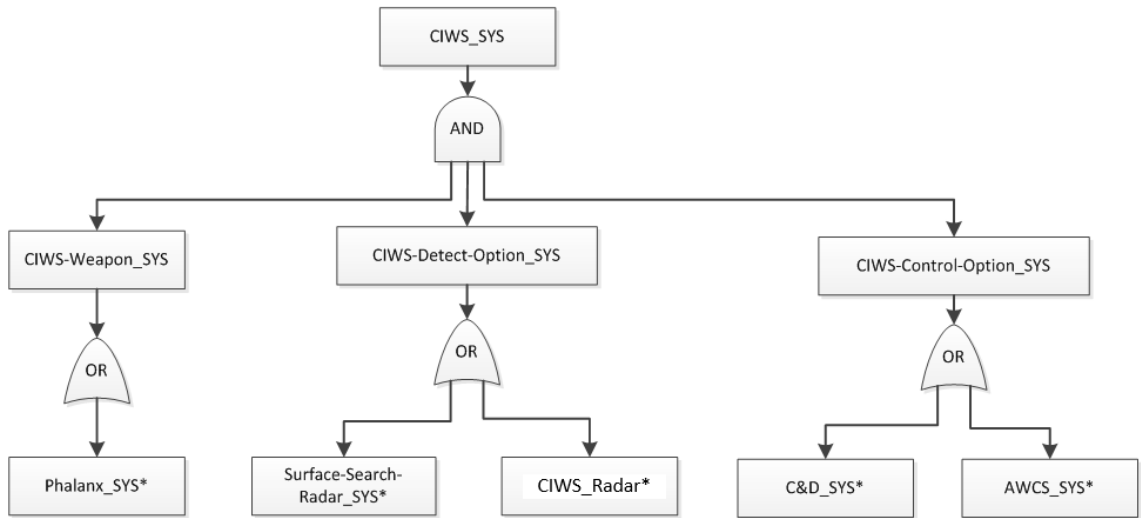 CIWS_SYS
AND
CIWS-Weapon_SYS
CIWS-Detect-Option_SYS
CIWS-Control-Option_SYS
OR
OR
OR
Phalanx_SYS*
Surface-Search-
Radar_SYS*
CIWS_Radar*
C&D_SYS*
AWCS_SYS*